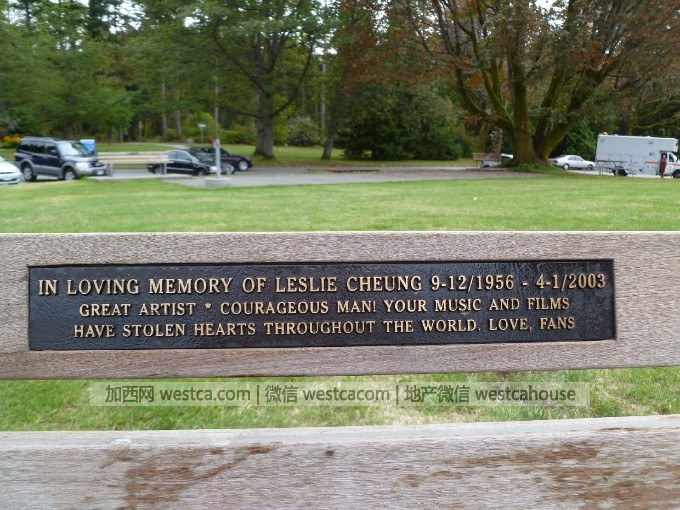 IN LOVING MEMORY OF LESLIE CHEUNG 9-12/1956 - 4-1/2003
GREAT ARTIST * COURAGEOUS MAN! YOUR MUSIC AND FILMS
HAVE STOLEN HEARTS THROUGHOUT THE WORLD. LOVE, FANS
加西网 westca.com | 微信 westcacom | 地产微信 westcahouse